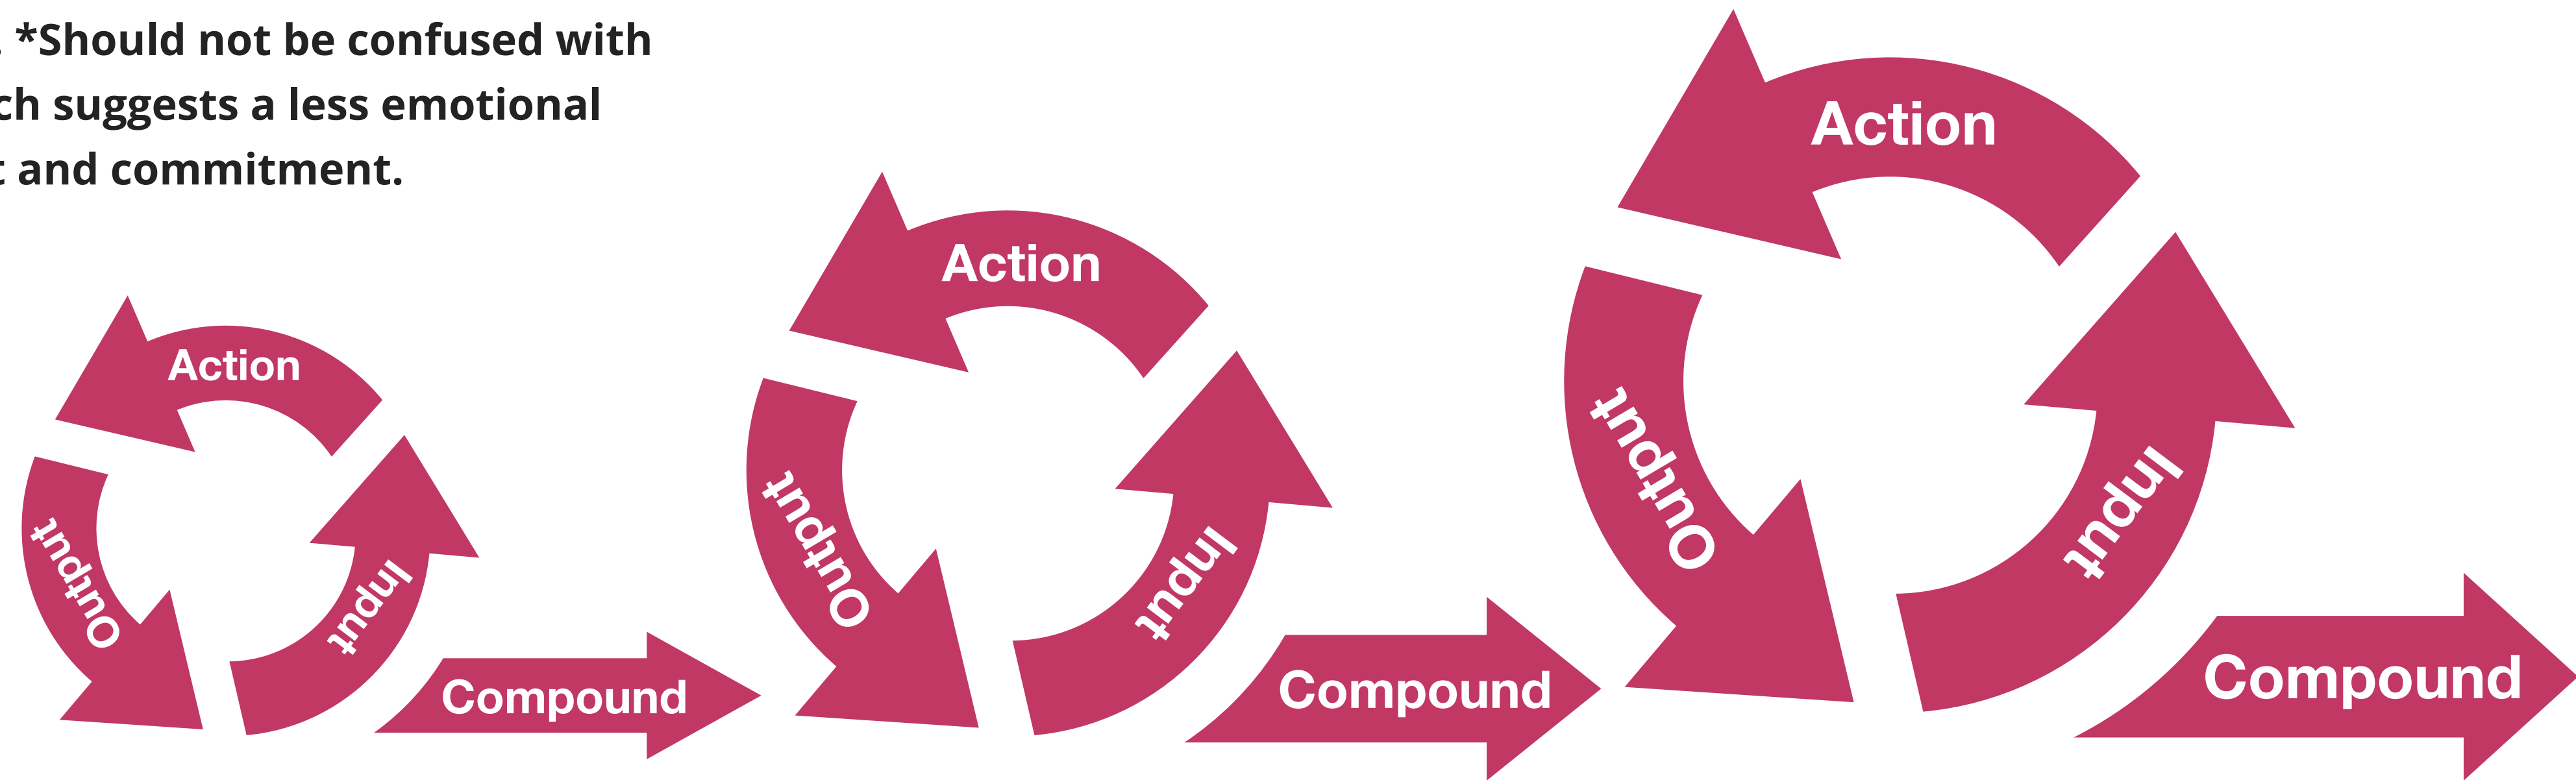 *Should not be confused with
suggests a less emotional
and commitment.
Action
Output
Input
Compound
Action
Output
Input
Compound
Action
Output
Input
Compound